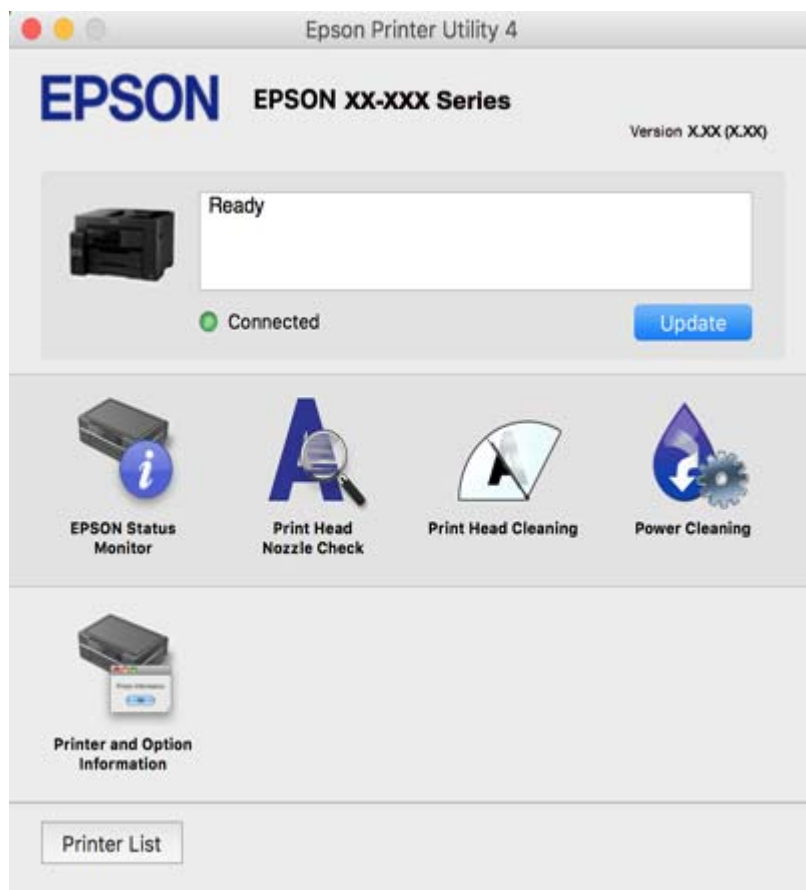 Epson Printer Utility 4
EPSON
EPSON XX-XXX Series
Version X.XX (X.XX)
Ready
Connected
Update
EPSON Status
Monitor
Print Head
Nozzle Check
Print Head Cleaning
Power Cleaning
Printer and Option
Information
Printer List